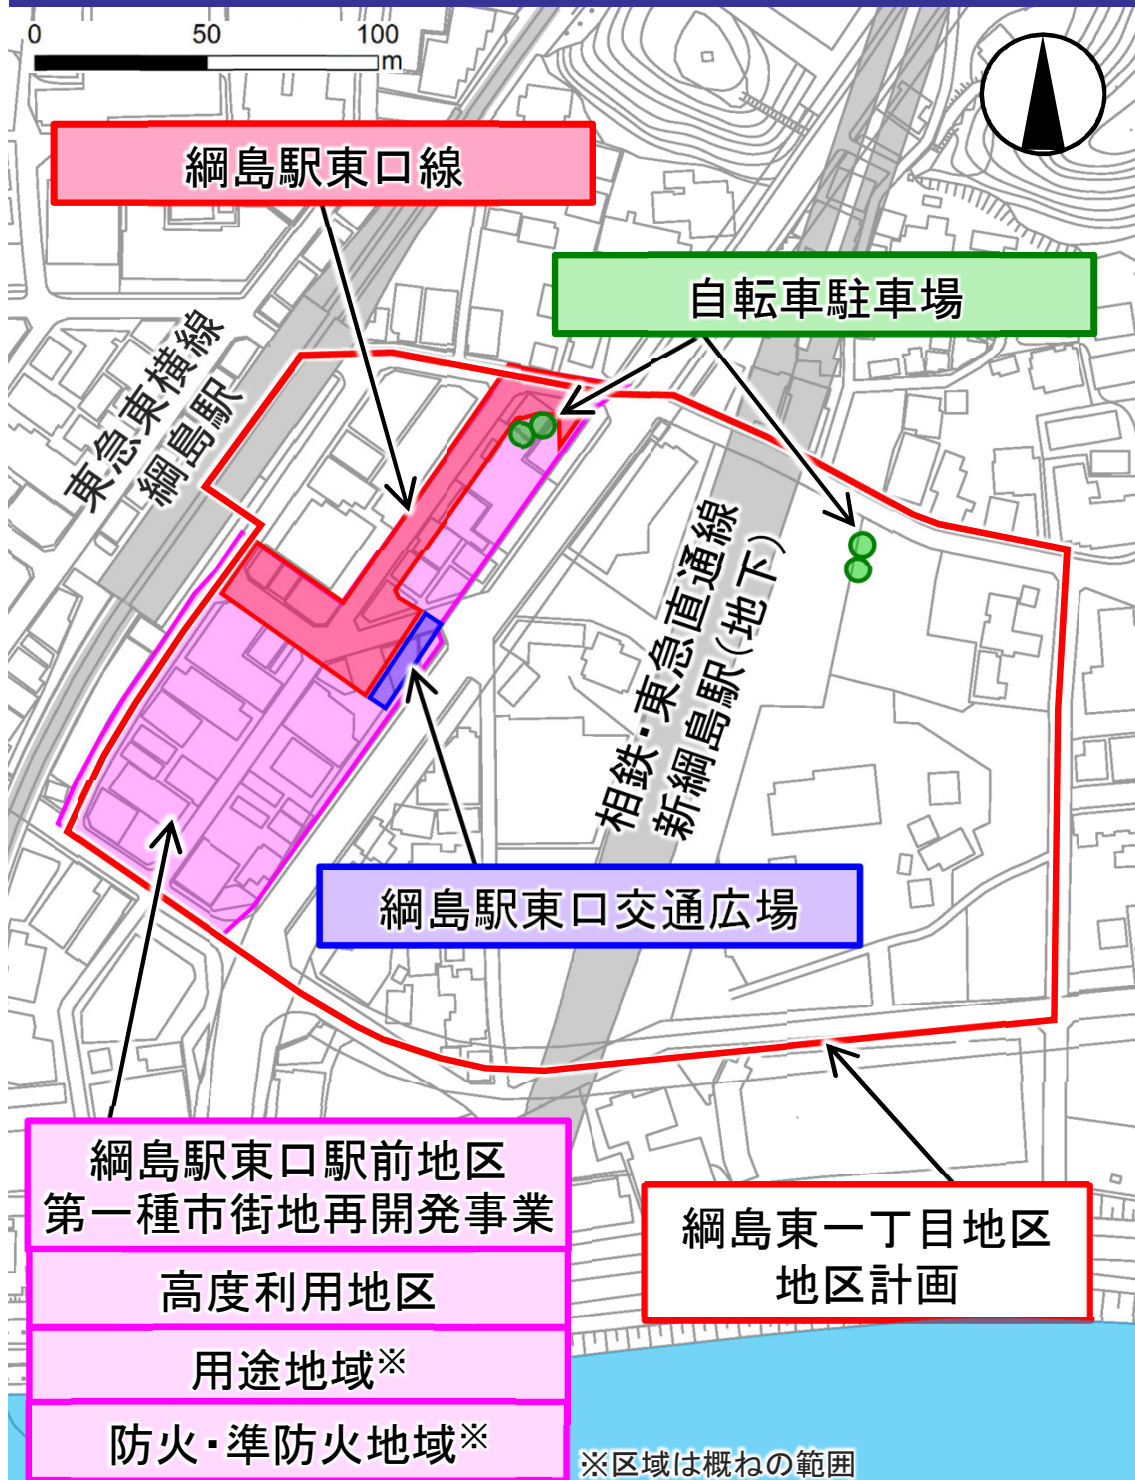 0 50 100
m
綱島駅東口線
自転車駐車場
東急東横線
綱島駅
相鉄・東急直通線
新綱島駅(地下)
綱島駅東口交通広場
綱島駅東口駅前地区
第一種市街地再開発事業
高度利用地区
用途地域※
防火・準防火地域※
綱島東一丁目地区
地区計画
※区域は概ねの範囲